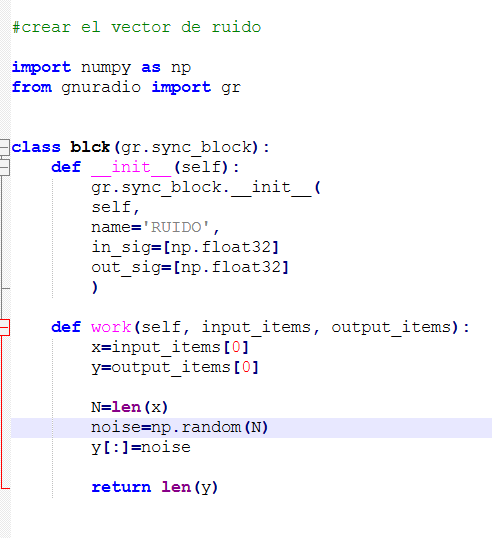 #crear el vector de ruido
import numpy as np
from gnuradio import gr
class blck(gr.sync_block):
def __init__(self):
gr.sync_block.__init__(
self,
name='RUIDO',
in_sig=[np.float32]
out_sig=[np.float32]
)
def work(self, input_items, output_items):
x=input_items[0]
y=output_items[0]
N=len(x)
noise=np.random(N)
y[:]=noise
return len(y)